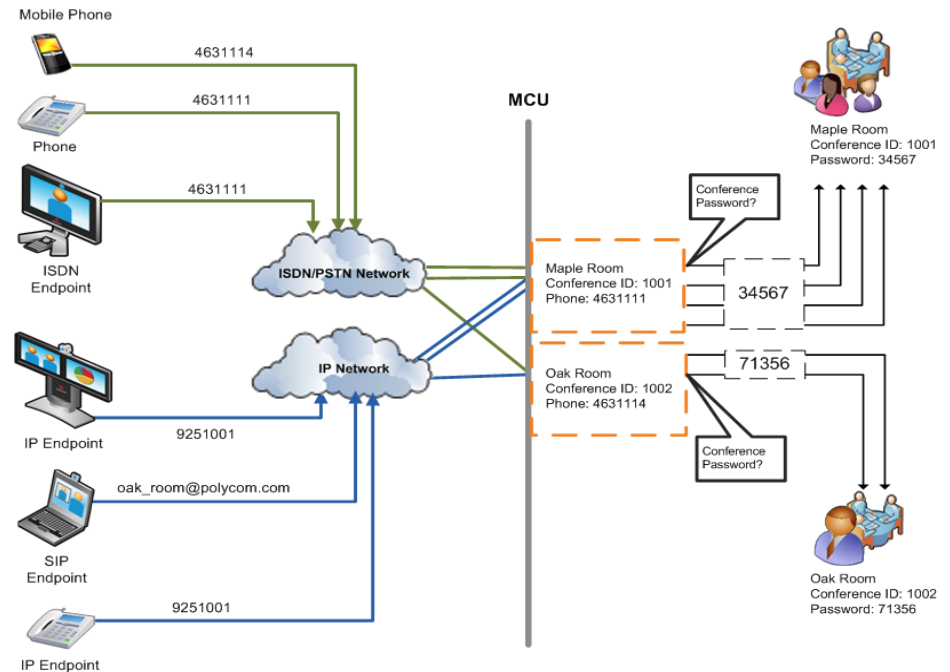 Mobile Phone
4631114
4631111
Phone
4631111
ISDN
Endpoint
ISDN/PSTN Network
IP Network
IP Endpoint
9251001
oak_room@polycom.com
SIP
Endpoint
9251001
IP Endpoint
MCU
Maple Room
Conference ID: 1001
Phone: 4631111
Oak Room
Conference ID: 1002
Phone: 4631114
Conference
Password?
34567
71356
Conference
Password?
Maple Room
Conference ID: 1001
Password: 34567
Oak Room
Conference ID: 1002
Password: 71356